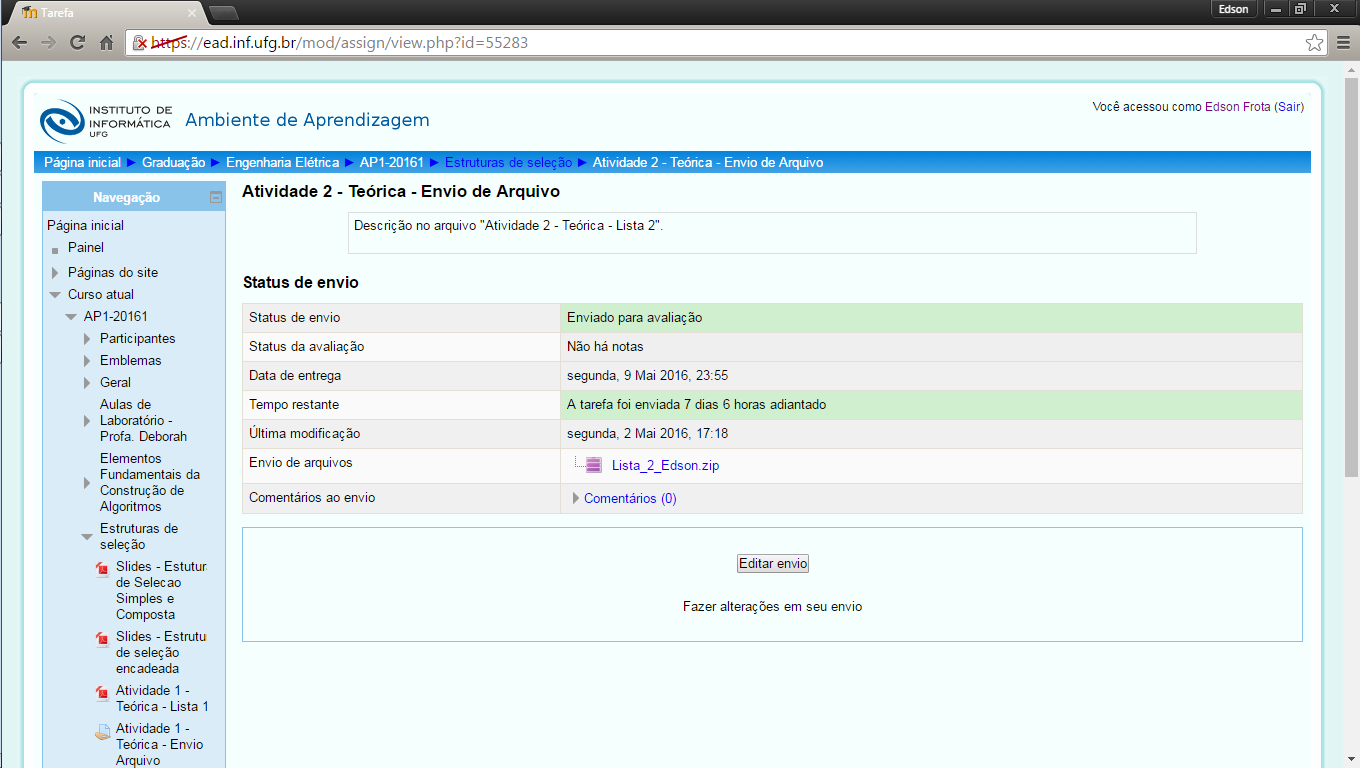 Tarefa
Edson
https://ead.inf.ufg.br/mod/assign/view.php?id=55283
INSTITUTO DE
INFORMÁTICA
UFG
Ambiente de Aprendizagem
Você acessou como Edson Frota (Sair)
Página inicial ► Graduação ► Engenharia Elétrica ► AP1-20161 ► Estruturas de seleção ► Atividade 2 - Teórica - Envio de Arquivo
Navegação
Página inicial
Painel
Páginas do site
Curso atual
AP1-20161
Participantes
Emblemas
Geral
Aulas de
Laboratório -
Profa. Deborah
Elementos
Fundamentais da
Construção de
Algoritmos
Estruturas de
seleção
Slides - Estutura
de Selecao
Simples e
Composta
Slides - Estrutu
de seleção
encadeada
Atividade 1 -
Teórica - Lista 1
Atividade 1 -
Teórica - Envio
Arquivo
Atividade 2 - Teórica - Envio de Arquivo
Descrição no arquivo "Atividade 2 - Teórica - Lista 2".
Status de envio
Status de envio Enviado para avaliação
Status da avaliação Não há notas
Data de entrega segunda, 9 Mai 2016, 23:55
Tempo restante A tarefa foi enviada 7 dias 6 horas adiantado
Última modificação segunda, 2 Mai 2016, 17:18
Envio de arquivos Lista_2_Edson.zip
Comentários ao envio Comentários (0)
Editar envio
Fazer alterações em seu envio